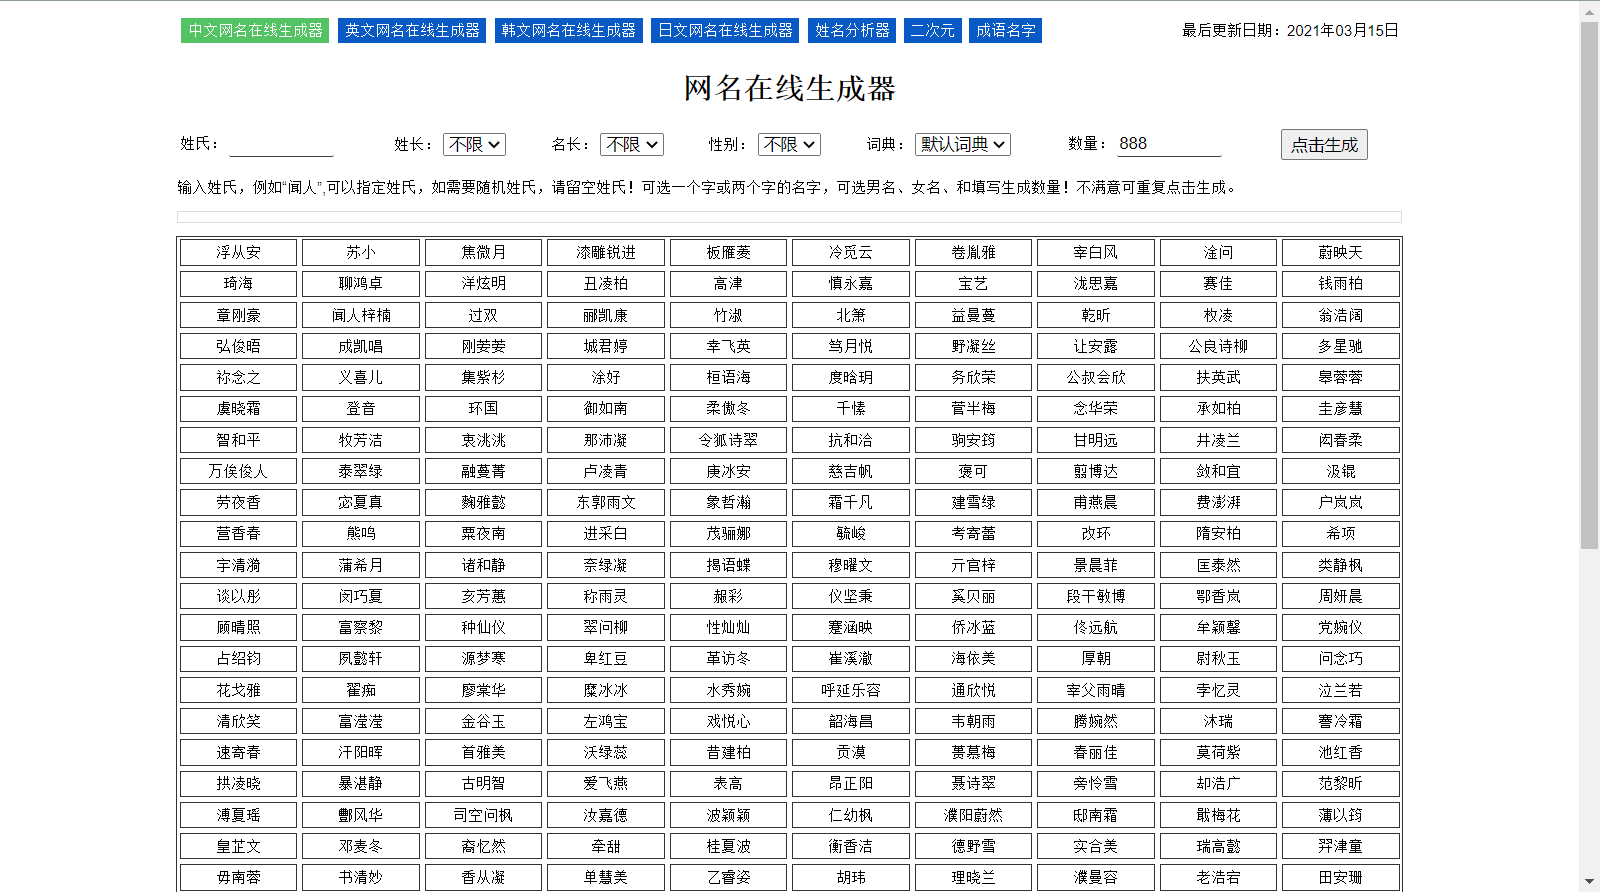 中文网名在线生成器 英文网名在线生成器 韩文网名在线生成器 日文网名在线生成器 姓名分析器 二次元 成语名字 最后更新日期：2021年03月15日
网名在线生成器
姓氏： 姓长： 不限 名长： 不限 性别： 不限 词典： 默认词典 数量： 888 点击生成
输入姓氏，例如“闻人”,可以指定姓氏，如需要随机姓氏，请留空姓氏！可选一个字或两个字的名字，可选男名、女名、和填写生成数量！不满意可重复点击生成。
浮从安 苏小 焦微月 漆雕锐进 板雁菱 冷觅云 卷胤雅 宰白风 淦问 蔚映天
琦海 聊鸿卓 洋炫明 丑凌柏 高津 慎永嘉 宝艺 泷思嘉 赛佳 钱雨柏
章刚豪 闻人梓楠 过双 郦凯康 竹淑 北箫 益曼蔓 乾昕 枚凌 翁浩阔
弘俊晤 成凯唱 刚荌荌 城君婷 幸飞英 笃月悦 野凝丝 让安露 公良诗柳 多星驰
祢念之 义喜儿 集紫杉 涂好 桓语海 度晗玥 务欣荣 公叔会欣 扶英武 皋蓉蓉
虞晓霜 登音 环国 御如南 柔傲冬 千愫 菅半梅 念华荣 承如柏 圭彦慧
智和平 牧芳洁 衷洮洮 那沛凝 令狐诗翠 抗和洽 驹安筠 甘明远 井凌兰 闳春柔
万俟俊人 泰翠绿 融蔓菁 卢凌青 庚冰安 慈吉帆 褒可 翦博达 敛和宜 汲锟
劳夜香 宓夏真 麴雅懿 东郭雨文 象哲瀚 霜千凡 建雪绿 甫燕晨 费澎湃 户岚岚
营香春 熊鸣 粟夜南 进采白 茂骊娜 毓峻 考寄蕾 改环 隋安柏 希项
宇清漪 蒲希月 诸和静 奈绿凝 揭语蝶 穆曜文 亓官梓 景晨菲 匡泰然 类静枫
谈以彤 闵巧夏 亥芳蕙 称雨灵 赧彩 仪坚秉 奚贝丽 段干敏博 鄂香岚 周妍晨
顾晴照 富察黎 种仙仪 翠问柳 性灿灿 蹇涵映 侨冰蓝 佟远航 牟颖馨 党婉仪
占绍钧 夙懿轩 源梦寒 卑红豆 革访冬 崔溪澈 海依美 厚朝 尉秋玉 问念巧
花戈雅 翟痴 廖棠华 糜冰冰 水秀婉 呼延乐容 通欣悦 宰父雨晴 孛忆灵 泣兰若
清欣笑 富滢滢 金谷玉 左鸿宝 戏悦心 韶海昌 韦朝雨 腾婉然 沐瑞 謇冷霜
速寄春 汗阳晖 首雅美 沃绿蕊 昔建柏 贡漠 蒉慕梅 春丽佳 莫荷紫 池红香
拱凌晓 暴湛静 古明智 爱飞燕 表高 昂正阳 聂诗翠 旁怜雪 却浩广 范黎昕
溥夏瑶 酆风华 司空问枫 汝嘉德 波颖颖 仁幼枫 濮阳蔚然 邸南霜 戢梅花 薄以筠
皇芷文 邓麦冬 裔忆然 牵甜 桂夏波 衡香洁 德野雪 实合美 瑞高懿 羿津童
毋南蓉 书清妙 香从凝 单慧美 乙睿姿 胡玮 理晓兰 濮曼容 老浩宕 田安珊